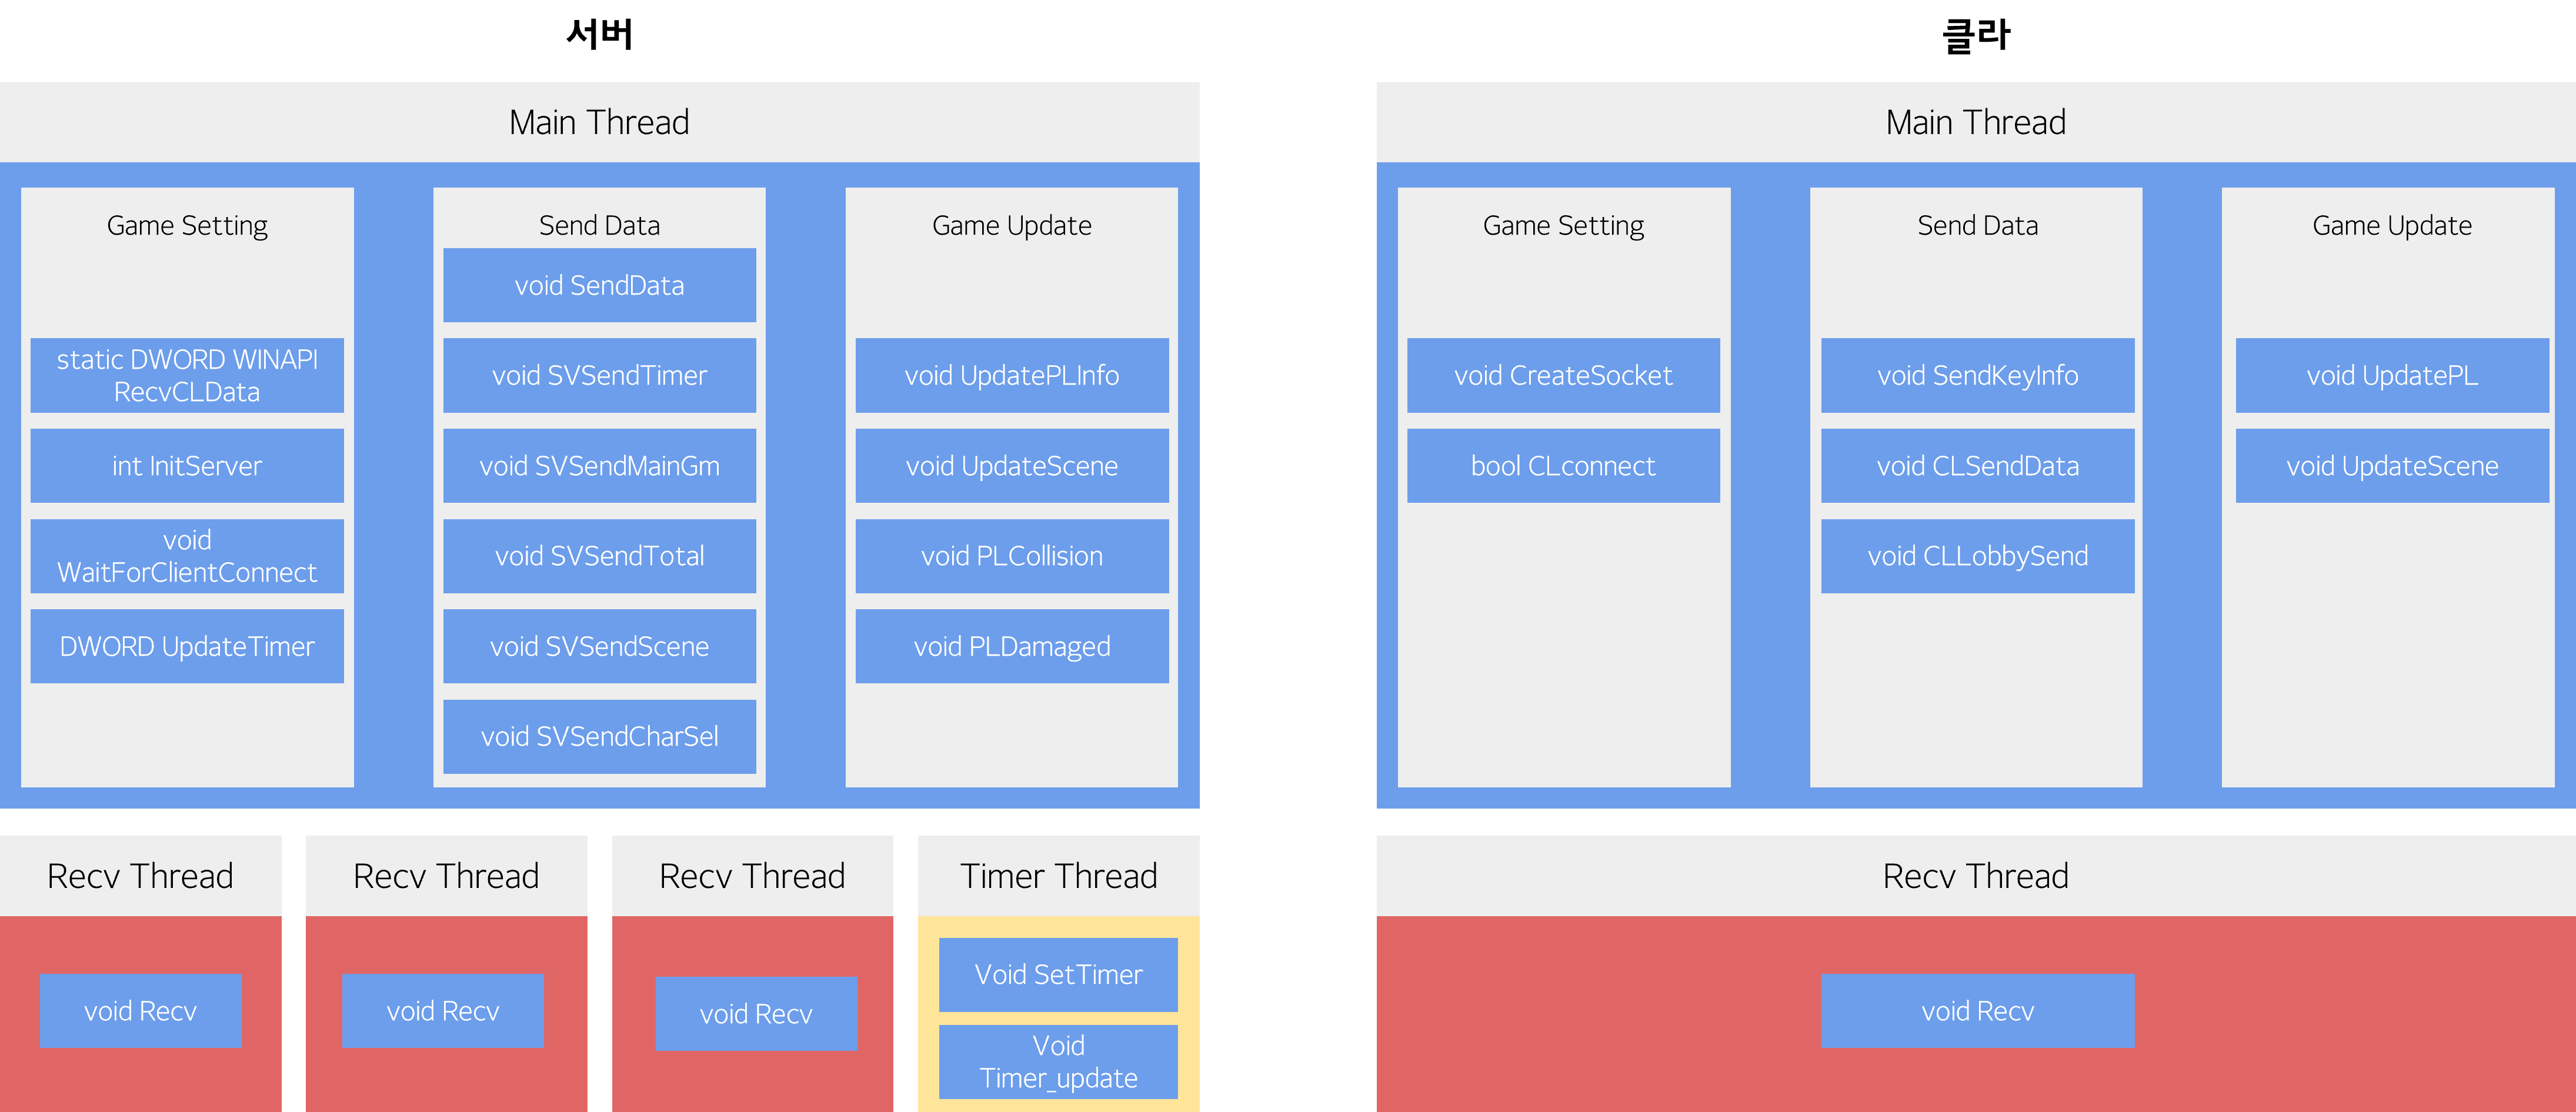 서버
Main Thread
Game Setting
static DWORD WINAPI
RecvCLData
int InitServer
void
WaitForClientConnect
DWORD UpdateTimer
Send Data
void SendData
void SVSendTimer
void SVSendMainGm
void SVSendTotal
void SVSendScene
void SVSendCharSel
Game Update
void UpdatePLInfo
void UpdateScene
void PLCollision
void PLDamaged
Recv Thread
void Recv
Recv Thread
void Recv
Recv Thread
void Recv
Timer Thread
Void SetTimer
Void
Timer_update
클라
Main Thread
Game Setting
void CreateSocket
bool CLconnect
Send Data
void SendKeyInfo
void CLSendData
void CLLobbySend
Game Update
void UpdatePL
void UpdateScene
Recv Thread
void Recv